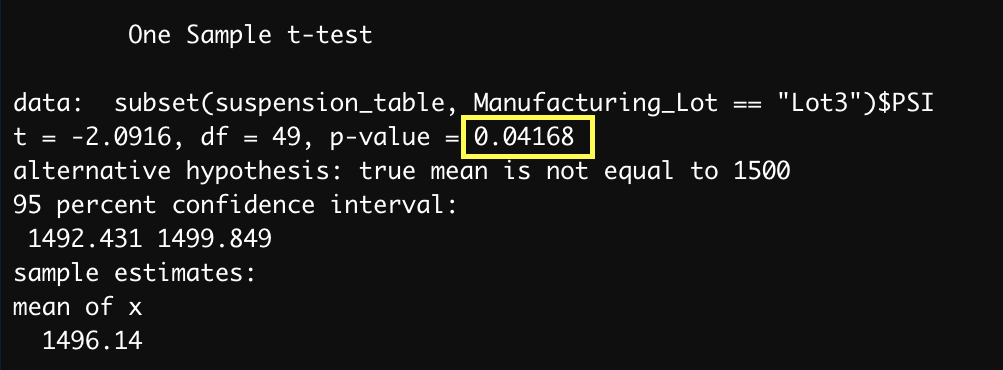 One Sample t-test
data:  subset(suspension_table, Manufacturing_Lot == "Lot3")$PSI
t = -2.0916, df = 49, p-value = 0.04168
alternative hypothesis: true mean is not equal to 1500
95 percent confidence interval:
1492.431 1499.849
sample estimates:
mean of x
1496.14